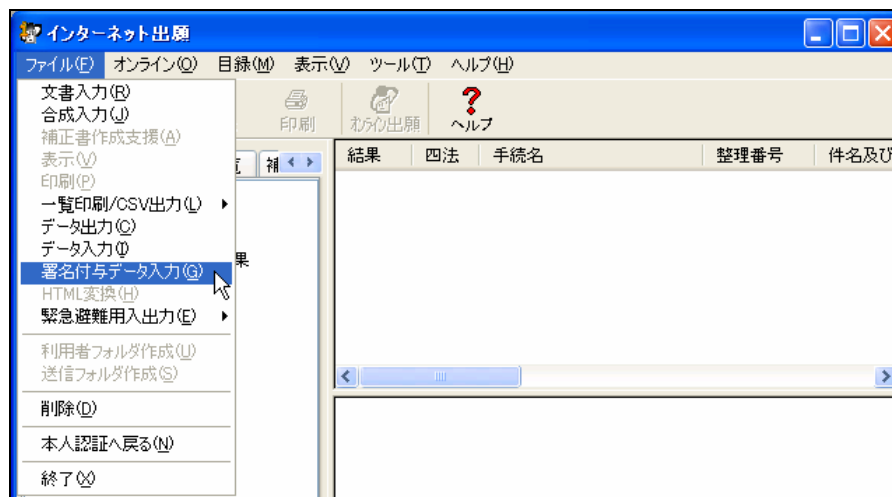 インターネット出願
ファイル(F) オンライン(O) 目録(M) 表示(V) ツール(T) ヘルプ(H)
印刷 オンライン出願 ヘルプ
文書入力(R)
合成入力(J)
補正書作成支援(A)
表示(V)
印刷(P)
一覧印刷/CSV出力(L)
データ出力(C)
データ入力(I)
署名付与データ入力(G)
HTML変換(H)
緊急避難用入出力(E)
利用者フォルダ作成(U)
送信フォルダ作成(S)
削除(D)
本人認証へ戻る(N)
終了(X)
補
果
結果 四法 手続名 整理番号 件名及び